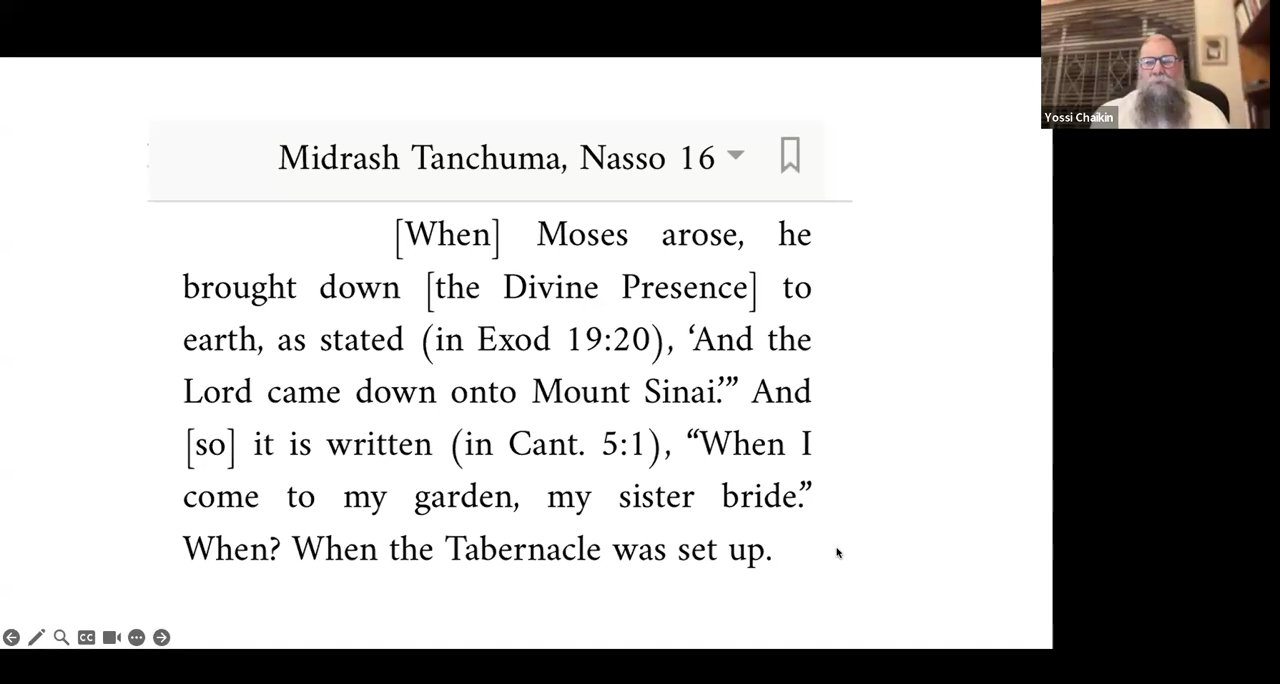 Midrash Tanchuma, Nasso 16
[When] Moses arose, he
brought down [the Divine Presence] to
earth, as stated (in Exod 19:20), ‘And the
Lord came down onto Mount Sinai.’” And
[so] it is written (in Cant. 5:1), “When I
come to my garden, my sister bride.”
When? When the Tabernacle was set up.
Yossi Chaikin
CC